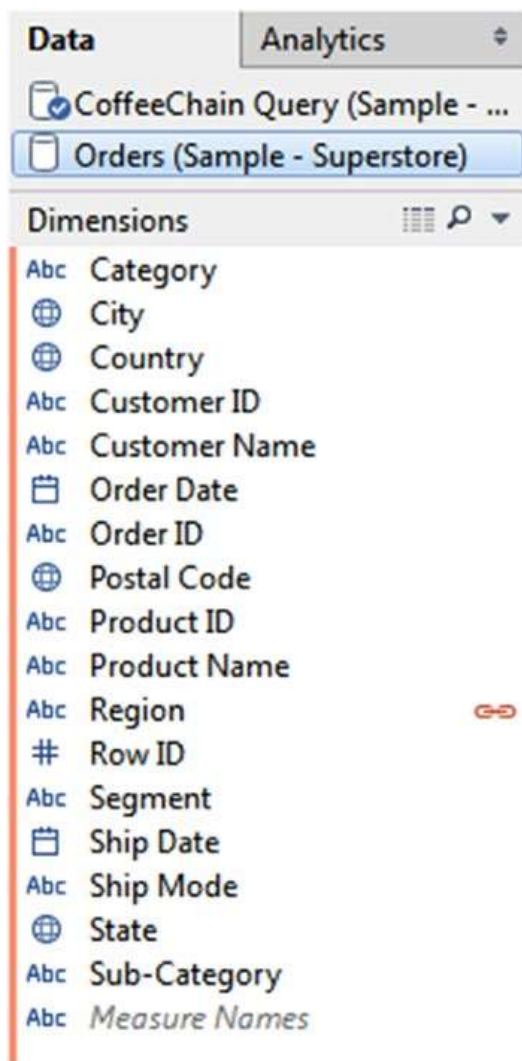 Data Analytics
CoffeeChain Query (Sample - ...
Orders (Sample - Superstore)
Dimensions
Abc Category
City
Country
Abc Customer ID
Abc Customer Name
Order Date
Abc Order ID
Postal Code
Abc Product ID
Abc Product Name
Abc Region
# Row ID
Abc Segment
Ship Date
Abc Ship Mode
State
Abc Sub-Category
Abc Measure Names